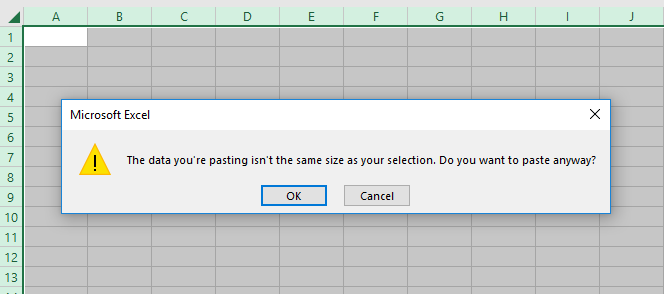 A B C D E F G H I J
1
2
3
4
Microsoft Excel
5
6
7 The data you're pasting isn't the same size as your selection. Do you want to paste anyway?
8
9 OK Cancel
10
11
12
13